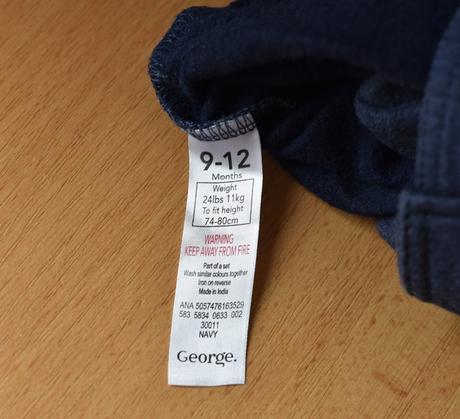 9-12
Months
Weight
24lbs 11kg
To fit height
74-80cm
WARNING
KEEP AWAY FROM FIRE
Part of a set
Wash similar colours together
Iron on reverse
Made in India
ANA 5057476163529
583 5834 0633 002
30011
NAVY
George.